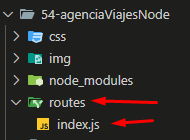 54-agenciaViajesNode
css
img
node_modules
routes
index.js